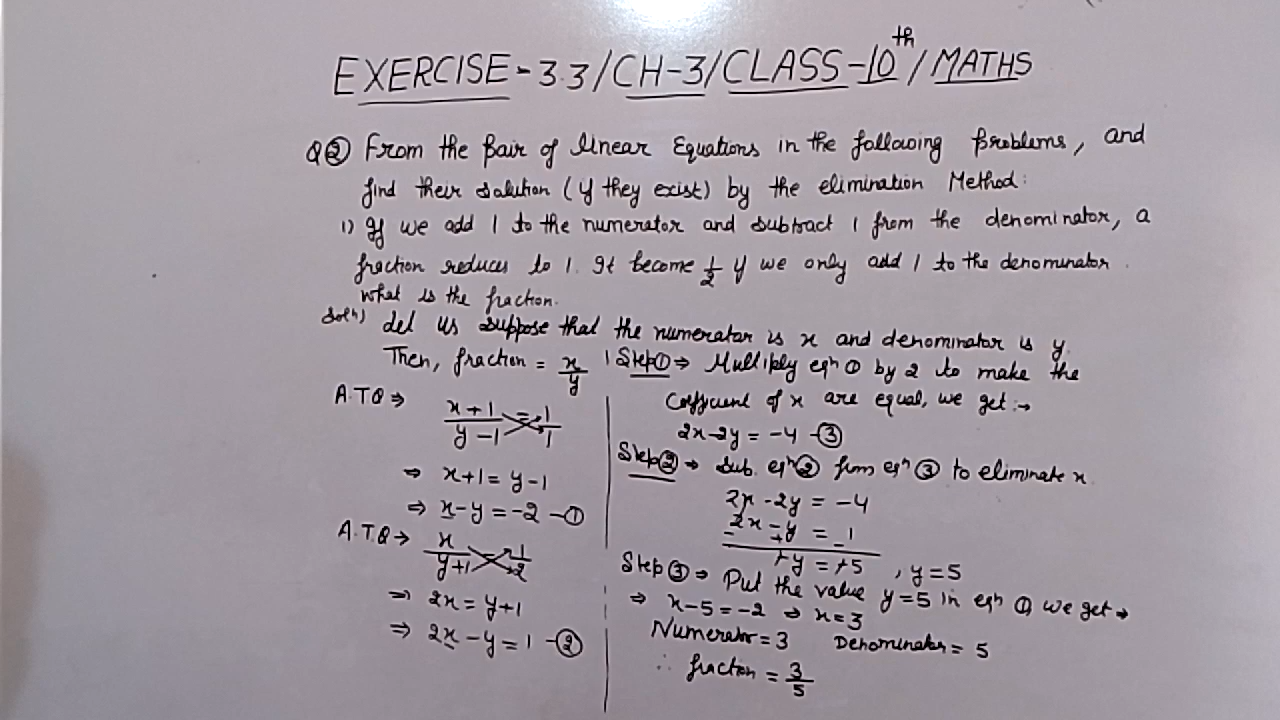 EXERCISE - 3.3 / CH-3 / CLASS - 10th / MATHS
Q② From the Pair of linear Equations in the following Problems, and
find their solution (if they exist) by the elimination Method:
1) If we add 1 to the numerator and subtract 1 from the denominator, a
fraction reduces to 1. It become 1/2 if we only add 1 to the denominator.
What is the fraction.
Solⁿ) Let us suppose that the numerator is x and denominator is y.
Then, fraction = x/y
A.T.Q ⇒ (x+1)/(y-1) = 1/1
⇒ x+1 = y-1
⇒ x-y = -2 -①
A.T.Q → x/(y+1) 1/2
⇒ 2x = y+1
⇒ 2x - y = 1 -②
Step① ⇒ Multiply eqⁿ ① by 2 to make the
Cofficient of x are equal, we get :→
2x-2y = -4 -③
Step② → Sub. eqⁿ② from eqⁿ ③ to eliminate x
2x - 2y = -4
2x - y = 1
- + -
+y = +5 , y = 5
Step③ ⇒ Put the value y = 5 in eqⁿ ①, we get →
⇒ x-5 = -2 ⇒ x = 3
Numerator = 3 Denominator = 5
∴ fraction = 3/5